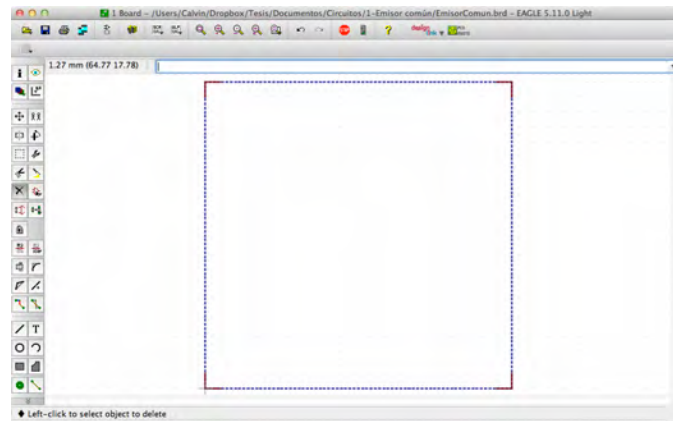 1 Board - /Users/Calvin/Dropbox/Tesis/Documentos/Circuitos/1-Emisor común/EmisorComun.brd - EAGLE 5.11.0 Light
1.27 mm (64.77 17.78)
Left-click to select object to delete